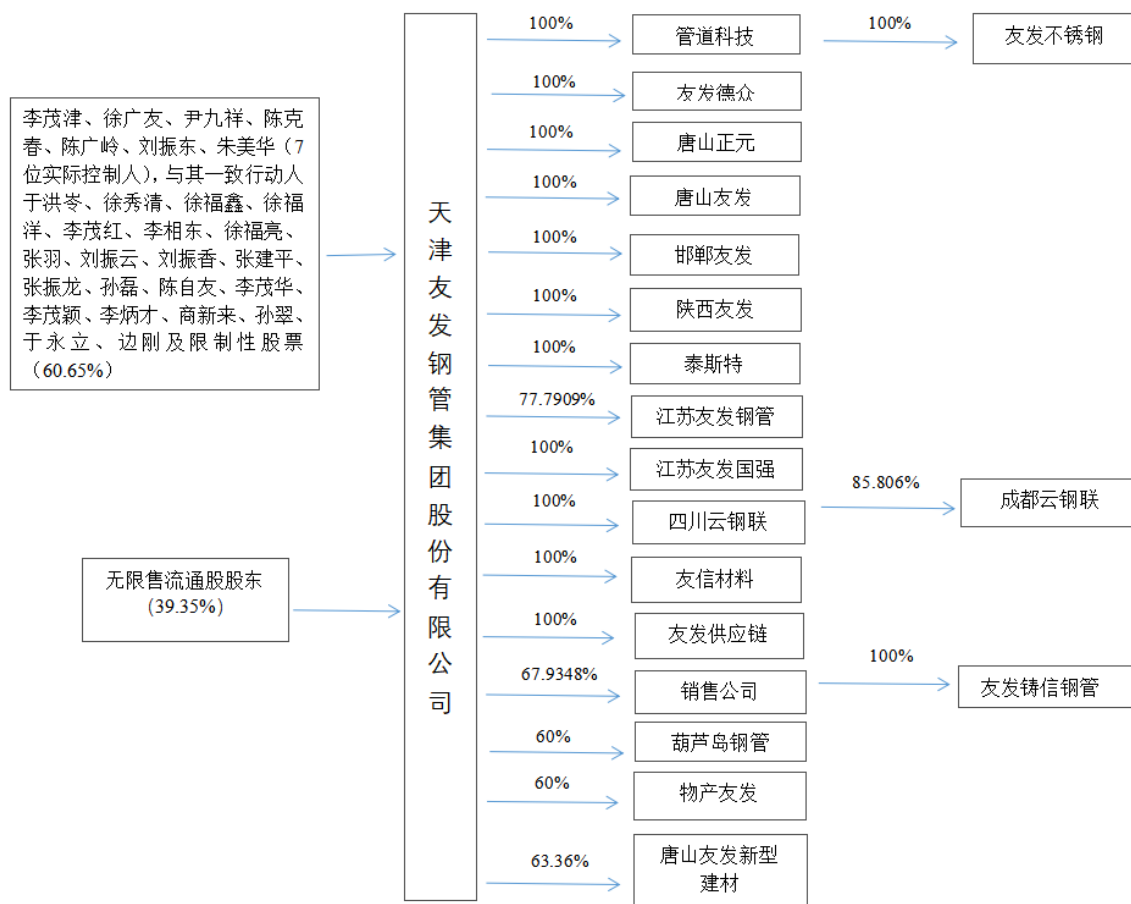 100%
管道科技
100%
友发不锈钢
100%
友发德众
100%
唐山正元
100%
唐山友发
100%
邯郸友发
100%
陕西友发
100%
泰斯特
77.7909%
江苏友发钢管
100%
江苏友发国强
100%
四川云钢联
85.806%
成都云钢联
100%
友信材料
100%
友发供应链
67.9348%
销售公司
100%
友发铸信钢管
60%
葫芦岛钢管
60%
物产友发
63.36%
唐山友发新型
建材
李茂津、徐广友、尹九祥、陈克
春、陈广岭、刘振东、朱美华（7
位实际控制人），与其一致行动人
于洪岑、徐秀清、徐福鑫、徐福
洋、李茂红、李相东、徐福亮、
张羽、刘振云、刘振香、张建平、
张振龙、孙磊、陈自友、李茂华、
李茂颖、李炳才、商新来、孙翠、
于永立、边刚及限制性股票
（60.65%）
无限售流通股股东
（39.35%）
天津友发钢管集团股份有限公司